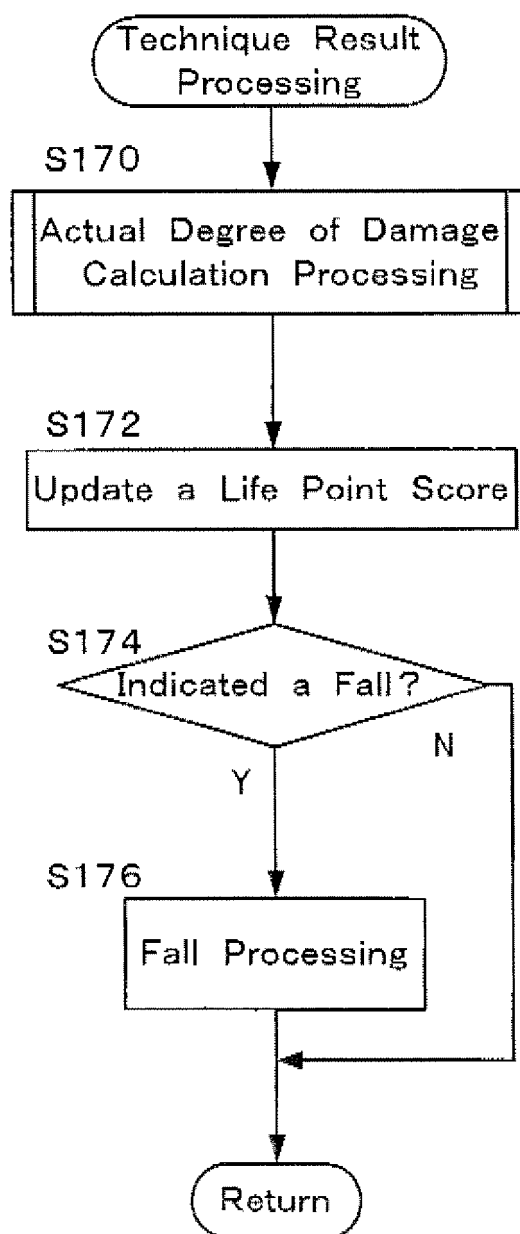 Technique Result
Processing
S170
Actual Degree of Damage
Calculation Processing
S172
Update a Life Point Score
S174
Indicated a Fall?
N
Y
S176
Fall Processing
Return